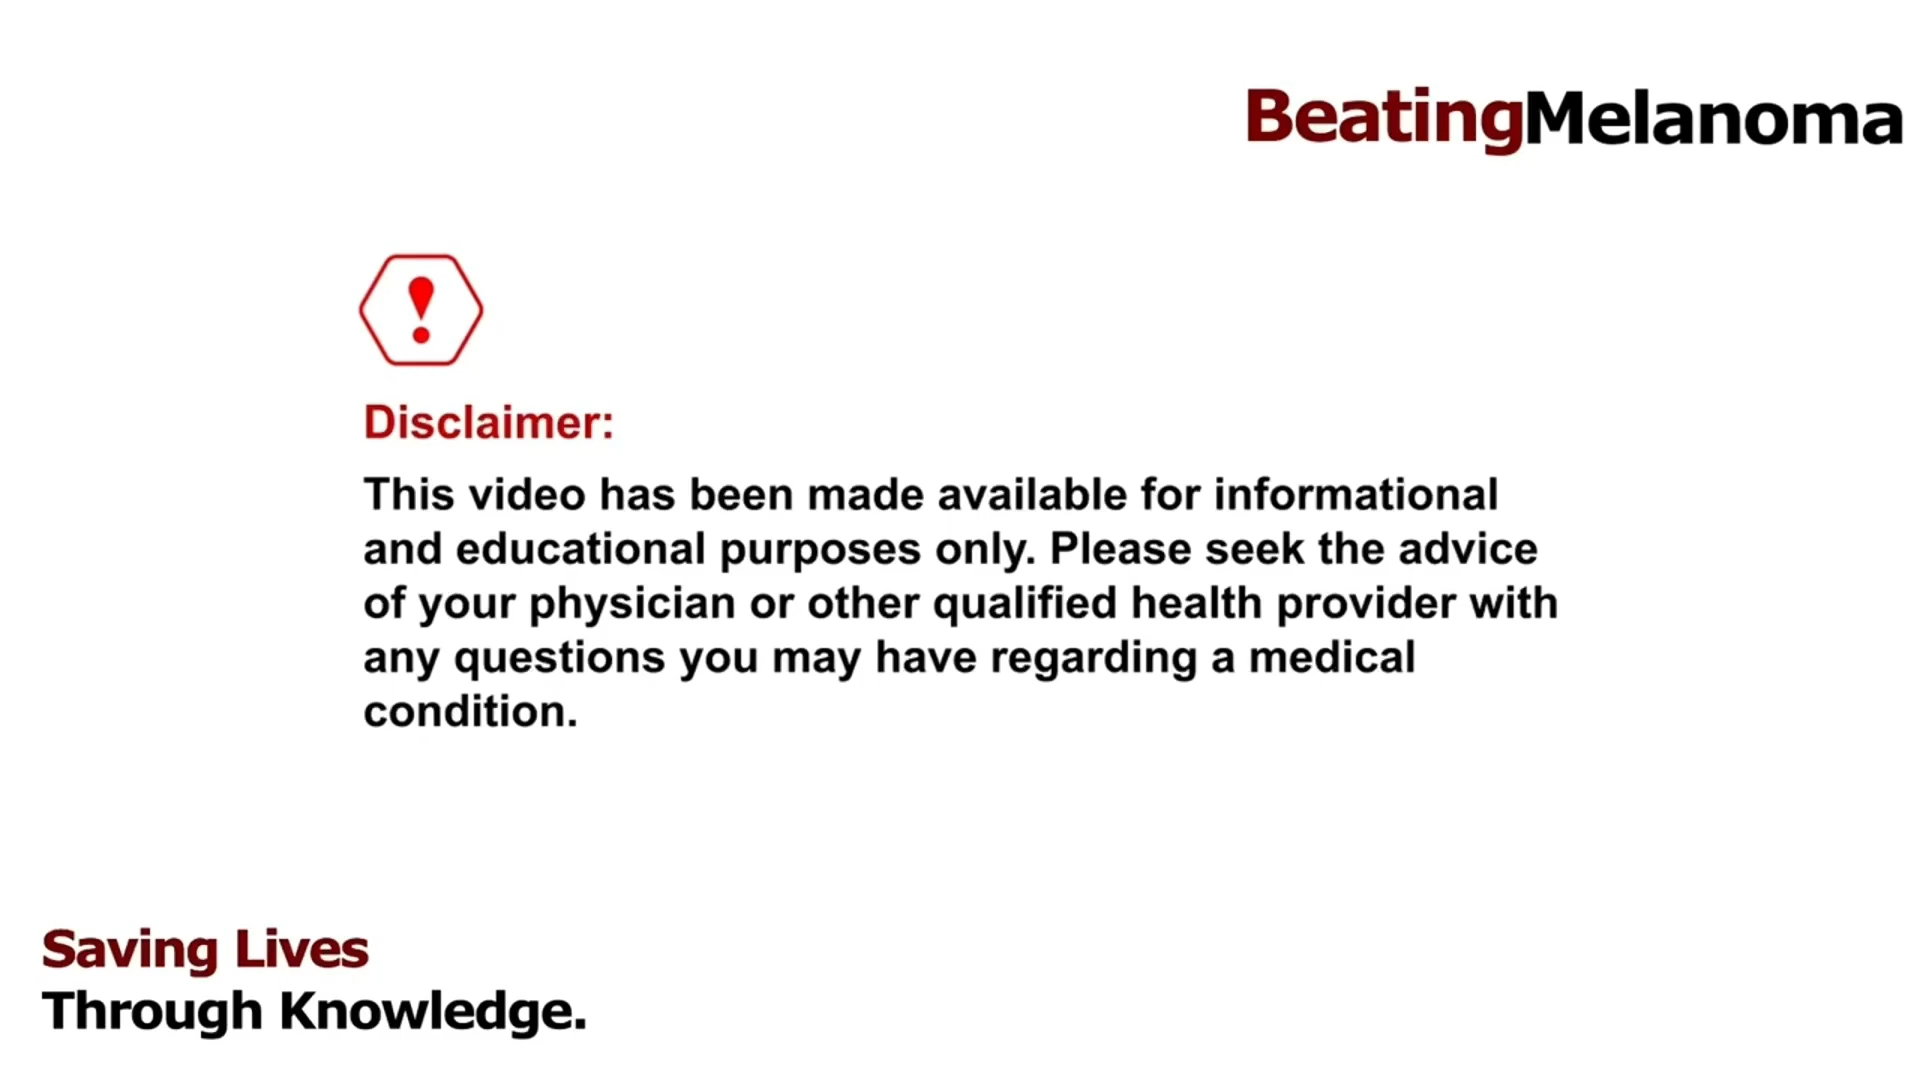 BeatingMelanoma
Disclaimer:
This video has been made available for informational
and educational purposes only. Please seek the advice
of your physician or other qualified health provider with
any questions you may have regarding a medical
condition.
Saving Lives
Through Knowledge.